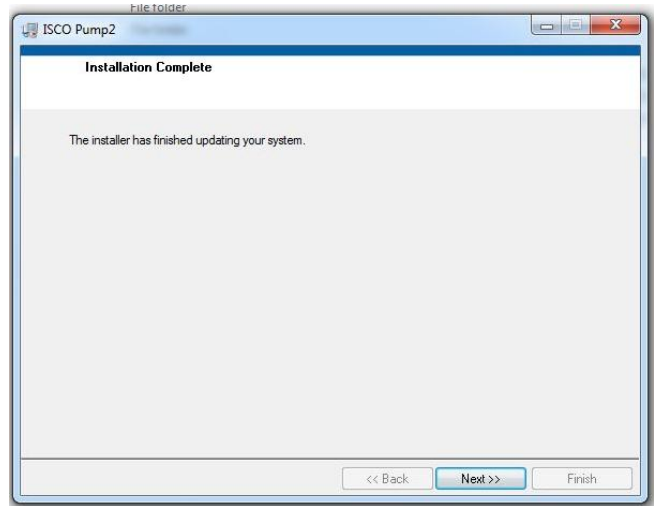 File folder
ISCO Pump2
Installation Complete
The installer has finished updating your system.
<< Back
Next >>
Finish